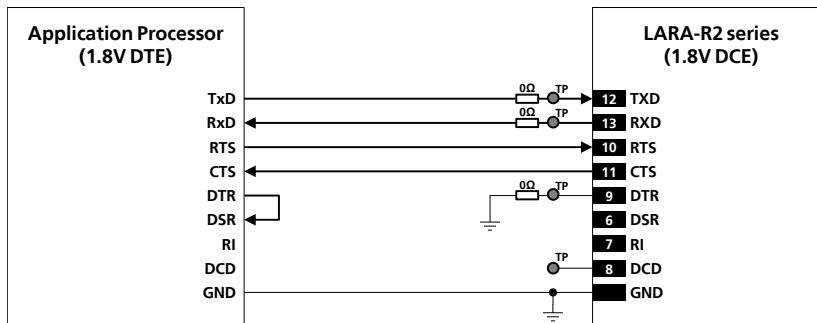 Application Processor
(1.8V DTE)
LARA-R2 series
(1.8V DCE)
TxD 0Ω TP 12 TXD
RxD 0Ω TP 13 RXD
RTS 10 RTS
CTS 11 CTS
DTR 0Ω TP 9 DTR
DSR 6 DSR
RI 7 RI
DCD TP 8 DCD
GND GND